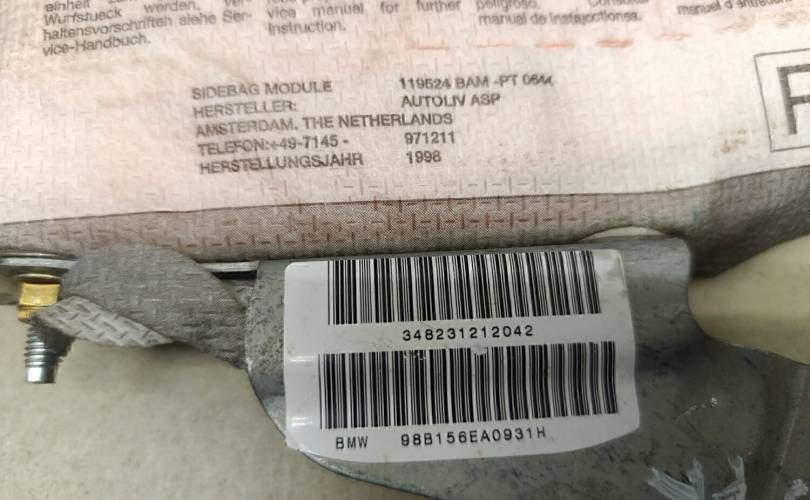 Wurfstueck werden,
haltensvorschriften siehe Ser-
vice-Handbuch.
vice manual for further
instruction.
manual de instrucciones.
SIDEBAG MODULE 119524 BAM -PT 0644
HERSTELLER: AUTOLIV ASP
AMSTERDAM. THE NETHERLANDS
TELEFON:+49-7145 - 971211
HERSTELLUNGSJAHR 1998
348231212042
BMW 98B156EA0931H